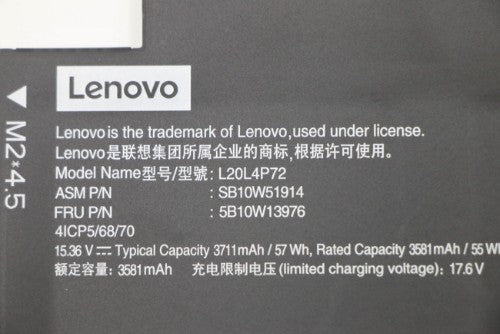 Lenovo
Lenovo is the trademark of Lenovo,used under license.
Lenovo是联想集团所属企业的商标,根据许可使用。
Model Name型号/型號: L20L4P72
ASM P/N : SB10W51914
FRU P/N : 5B10W13976
4ICP5/68/70
15.36 V⎓ Typical Capacity 3711mAh / 57 Wh, Rated Capacity 3581mAh / 55 W
额定容量: 3581mAh 充电限制电压(limited charging voltage): 17.6 V
▼ M2*4.5